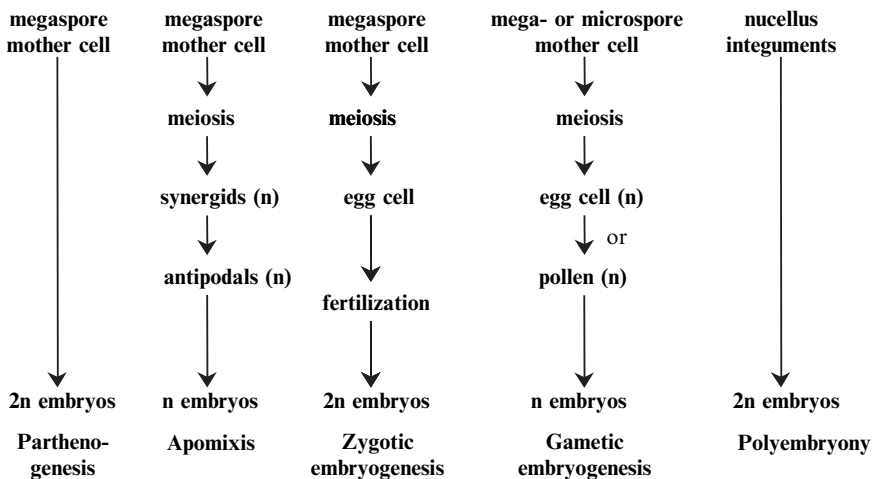 megaspore
mother cell
2n embryos
Partheno-
genesis
megaspore
mother cell
meiosis
synergids (n)
antipodals (n)
n embryos
Apomixis
megaspore
mother cell
meiosis
egg cell
fertilization
2n embryos
Zygotic
embryogenesis
mega- or microspore
mother cell
meiosis
egg cell (n)
or
pollen (n)
n embryos
Gametic
embryogenesis
nucellus
integuments
2n embryos
Polyembryony